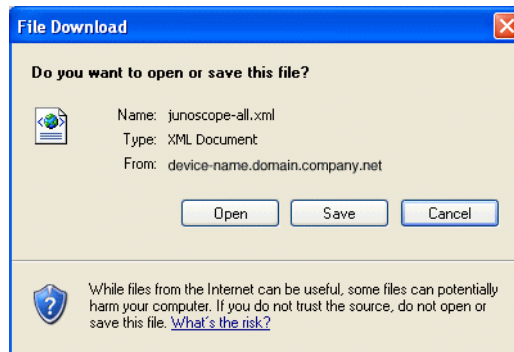 File Download
Do you want to open or save this file?
Name: junoscope-all.xml
Type: XML Document
From: device-name.domain.company.net
Open Save Cancel
While files from the Internet can be useful, some files can potentially
harm your computer. If you do not trust the source, do not open or
save this file. What's the risk?